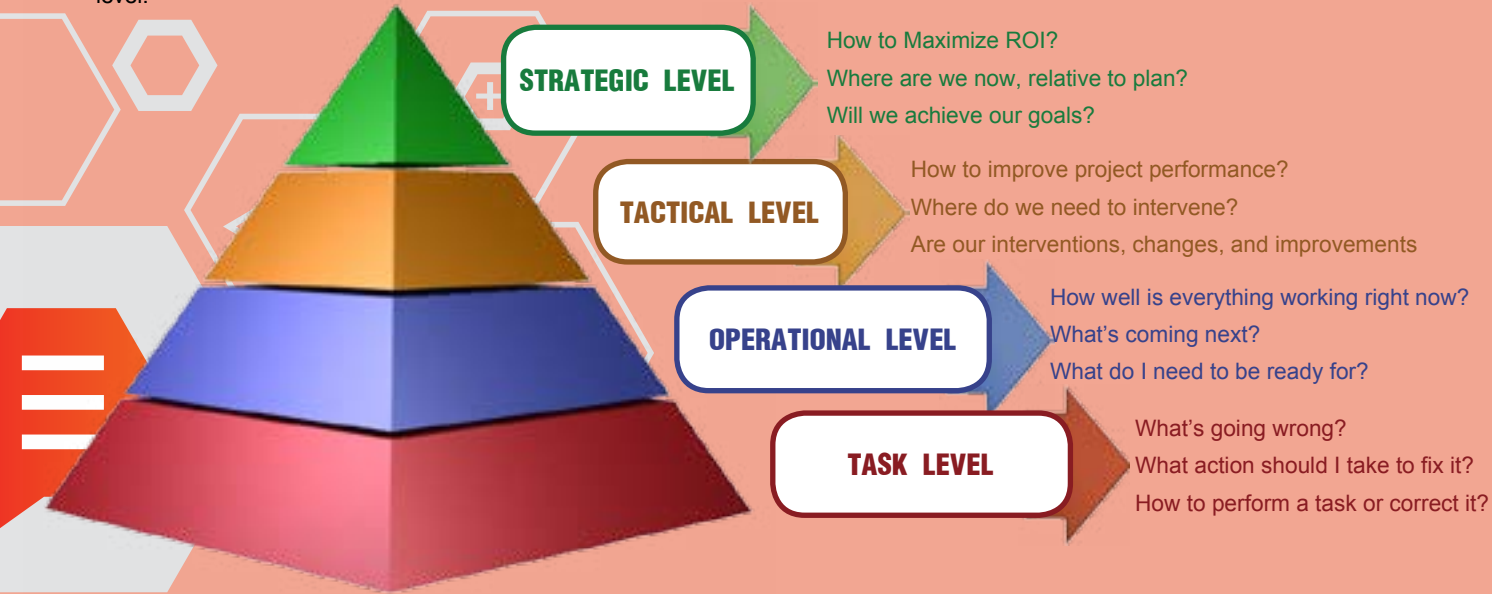 level.
STRATEGIC LEVEL
How to Maximize ROI?
Where are we now, relative to plan?
Will we achieve our goals?
TACTICAL LEVEL
How to improve project performance?
Where do we need to intervene?
Are our interventions, changes, and improvements
OPERATIONAL LEVEL
How well is everything working right now?
What's coming next?
What do I need to be ready for?
TASK LEVEL
What's going wrong?
What action should I take to fix it?
How to perform a task or correct it?